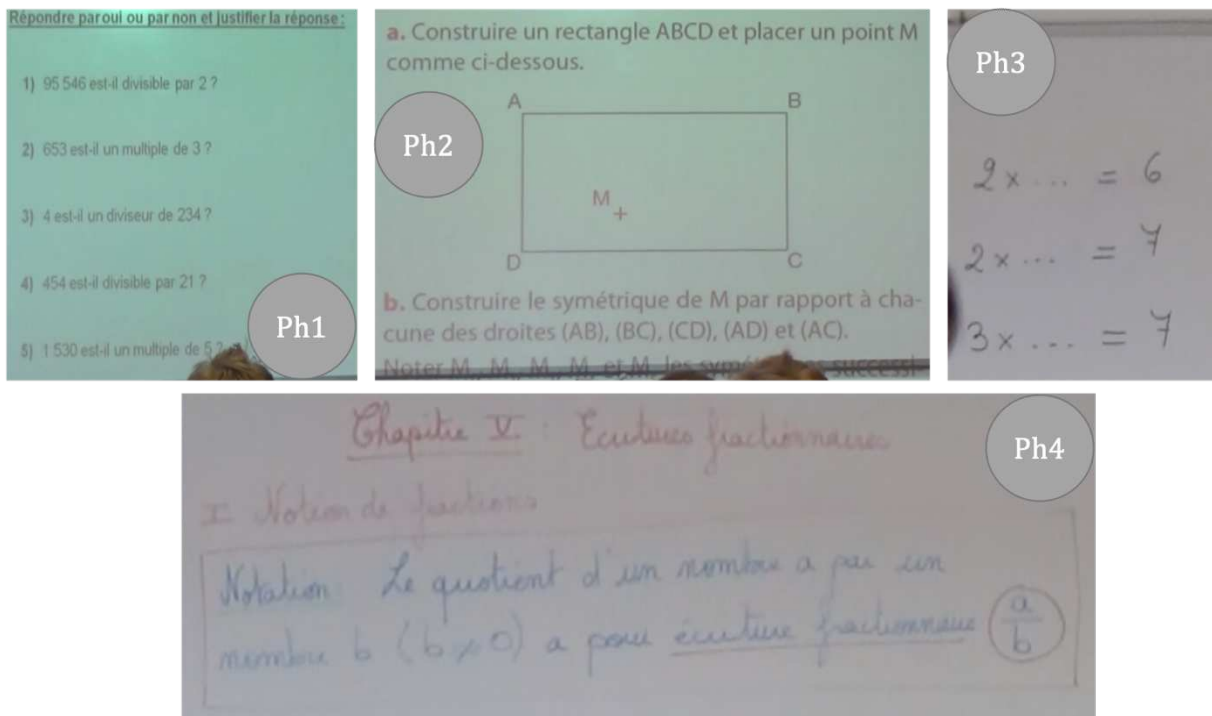 Répondre par oui ou par non et justifier la réponse :
1) 95 546 est-il divisible par 2 ?
2) 653 est-il un multiple de 3 ?
3) 4 est-il un diviseur de 234 ?
4) 454 est-il divisible par 21 ?
5) 1 530 est-il un multiple de 5 ?
Ph1
a. Construire un rectangle ABCD et placer un point M
comme ci-dessous.
A B
Ph2
M
D C
b. Construire le symétrique de M par rapport à cha-
cune des droites (AB), (BC), (CD), (AD) et (AC).
Noter M, M, M, M, et M, les successi
Ph3
2 × ... = 6
2 × ... = 7
3 × ... = 7
Chapitre V : Ecritures fractionnaires
Ph4
I Notion de fractions
Notation Le quotient d'un nombre a par un
nombre b (b≠0) a pour écriture fractionnaire a/b